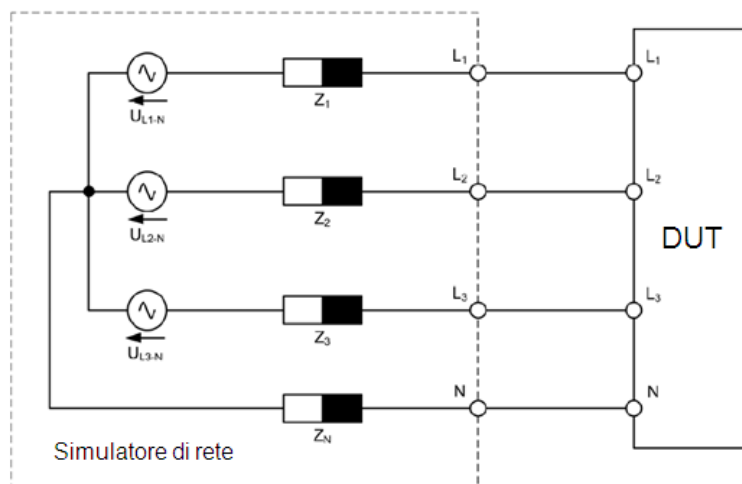 L1 L1
Z1
UL1-N
L2 L2
Z2
UL2-N
DUT
L3 L3
Z3
UL3-N
N N
ZN
Simulatore di rete